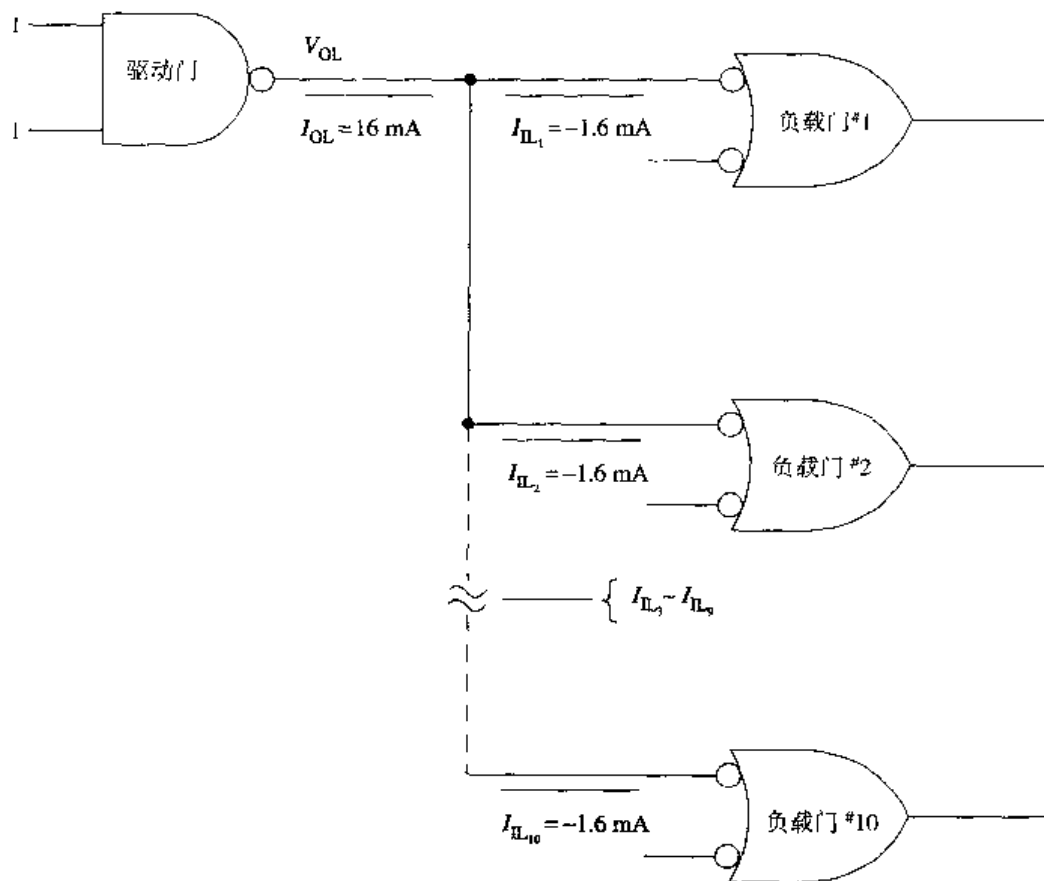 1
驱动门
1
V_OL
I_OL = 16 mA
I_IL1 = -1.6 mA
负载门 #1
I_IL2 = -1.6 mA
负载门 #2
I_IL3 ~ I_IL9
I_IL10 = -1.6 mA
负载门 #10